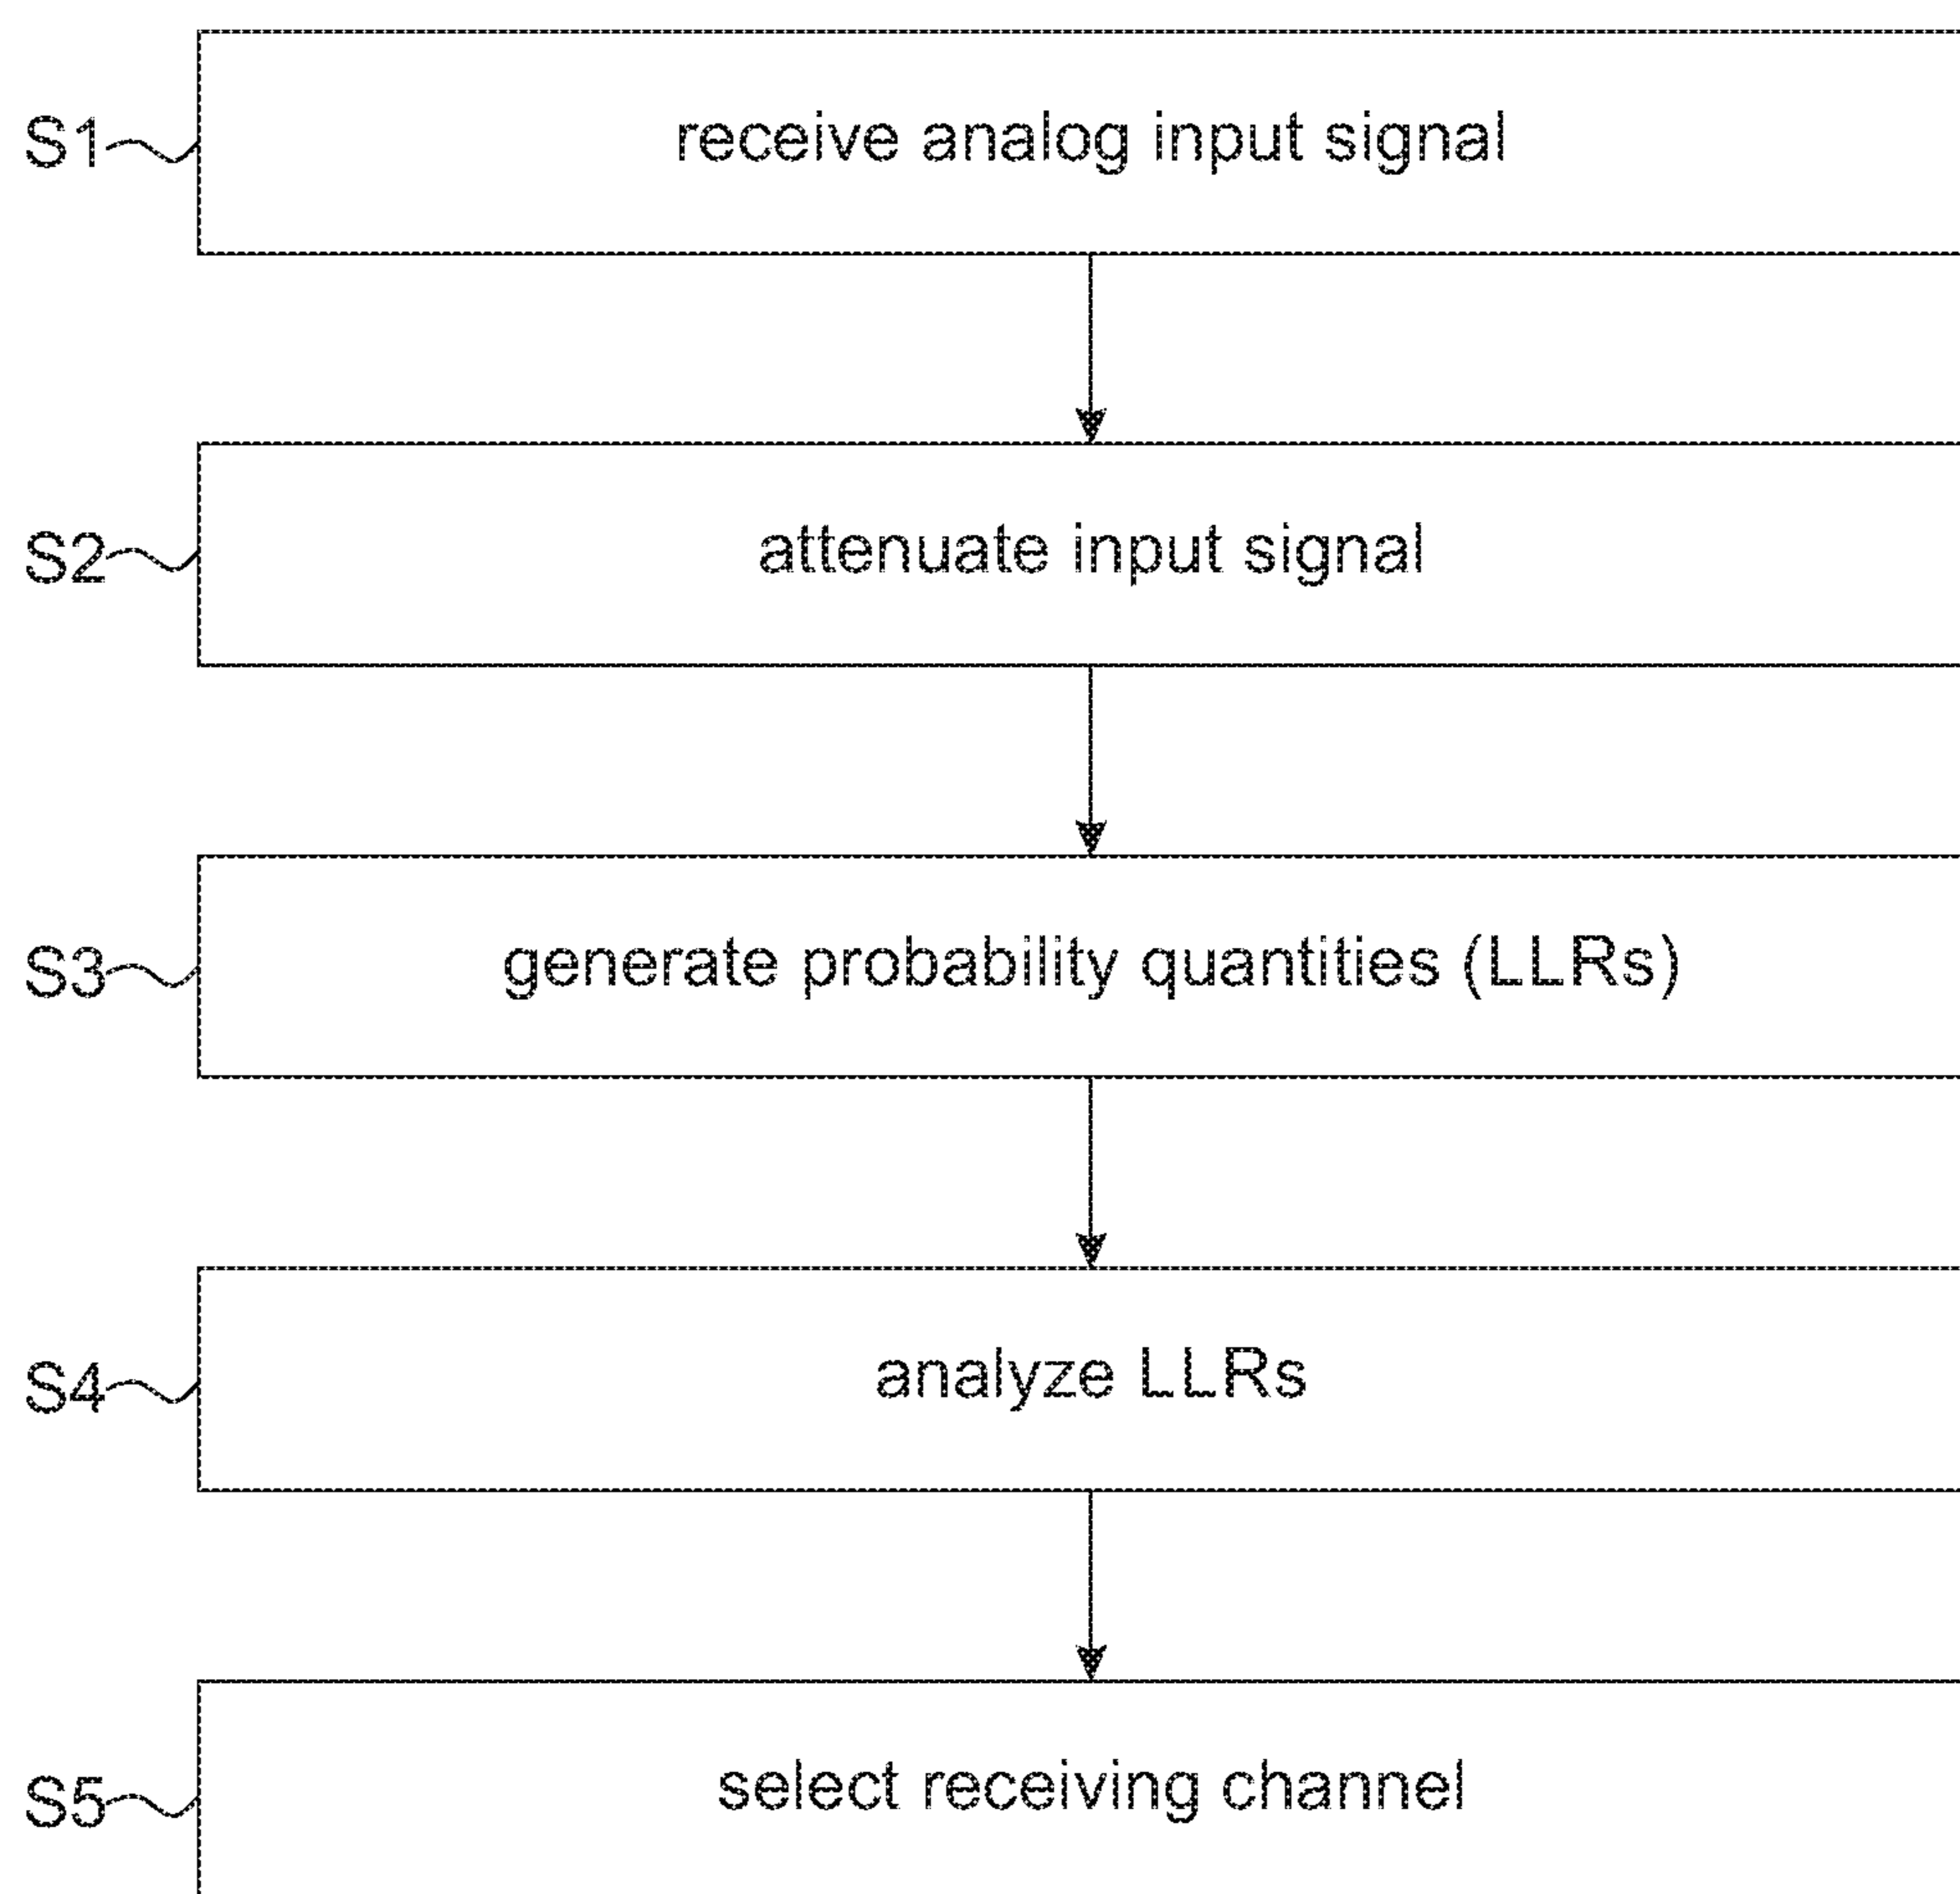 S1 receive analog input signal
S2 attenuate input signal
S3 generate probability quantities (LLRs)
S4 analyze LLRs
S5 select receiving channel